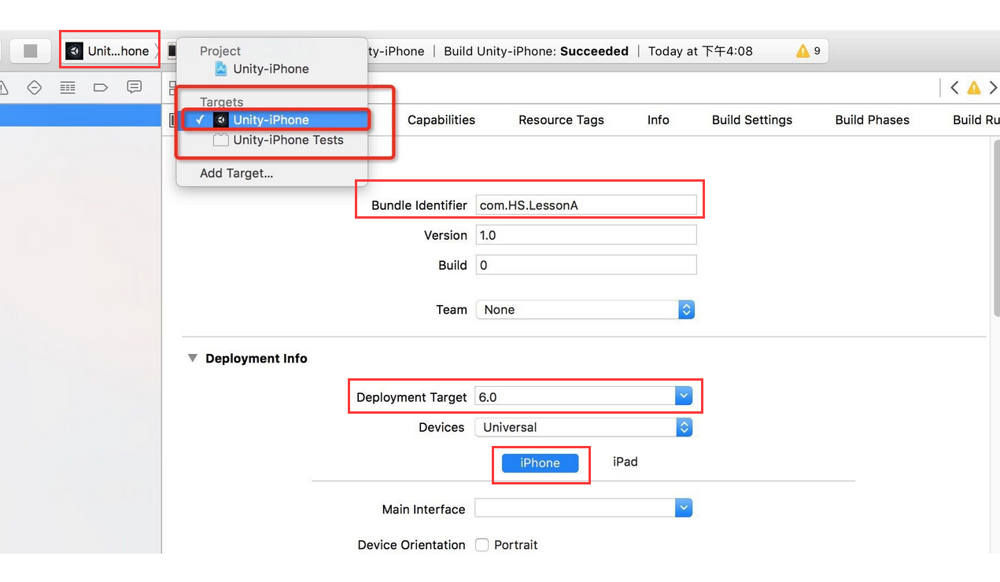 Unit...hone
ty-iPhone | Build Unity-iPhone: Succeeded | Today at 下午4:08
9
Project
Unity-iPhone
Targets
Unity-iPhone
Unity-iPhone Tests
Add Target...
Capabilities
Resource Tags
Info
Build Settings
Build Phases
Build Ru
Bundle Identifier com.HS.LessonA
Version 1.0
Build 0
Team None
Deployment Info
Deployment Target 6.0
Devices Universal
iPhone iPad
Main Interface
Device Orientation Portrait